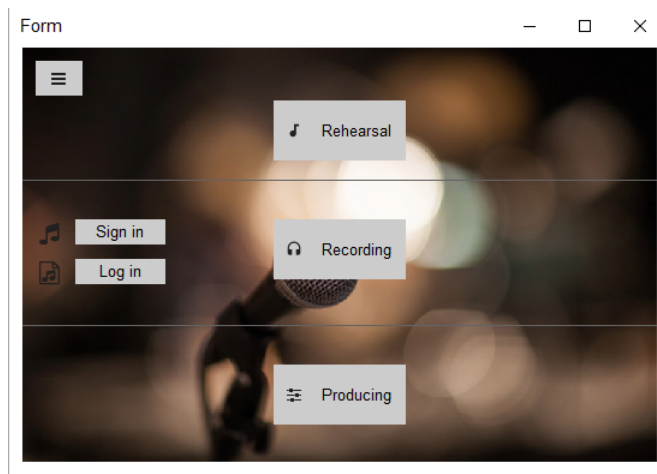 Form
Rehearsal
Sign in
Recording
Log in
Producing